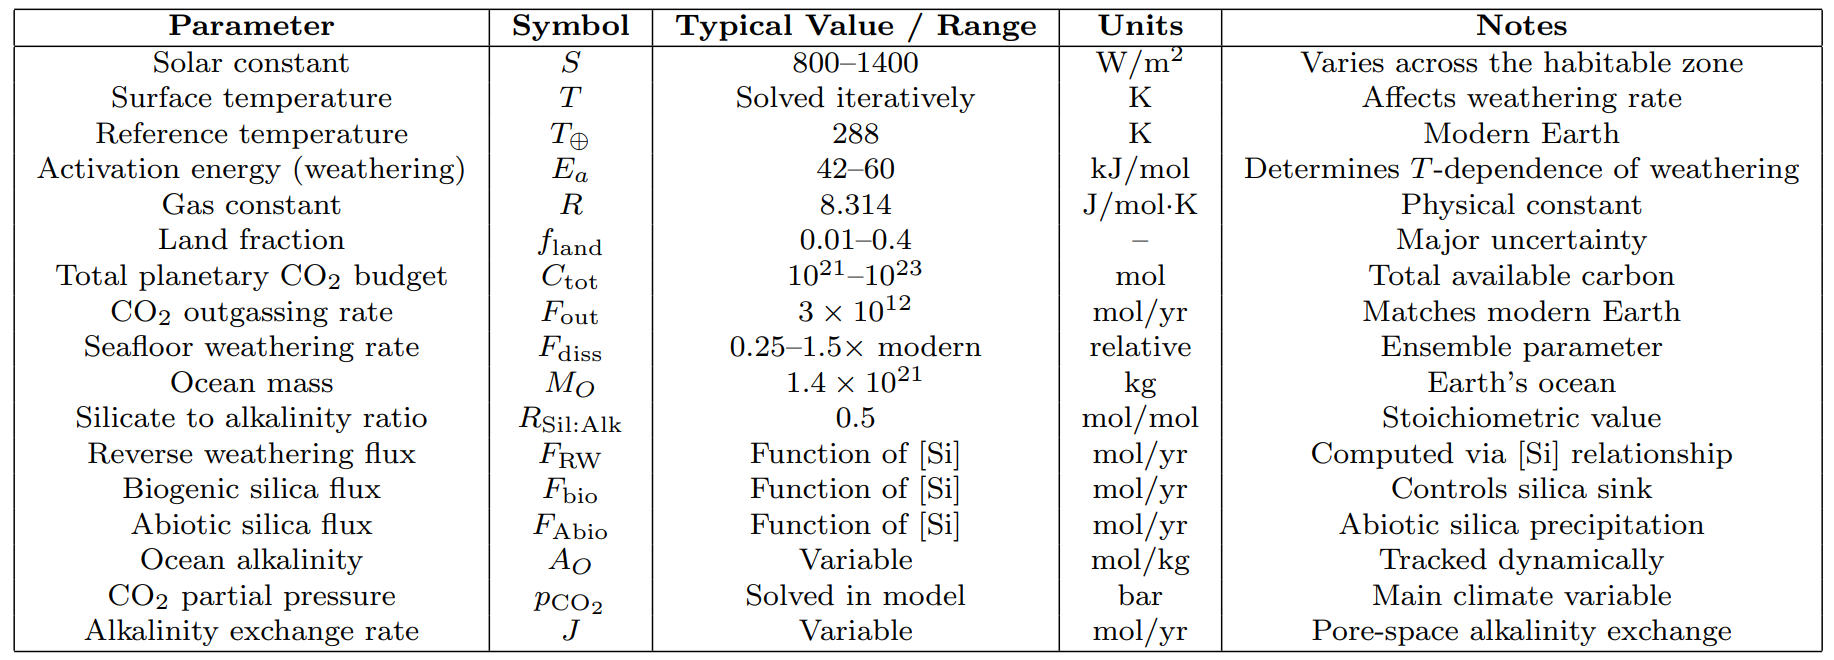 Parameter Symbol Typical Value / Range Units Notes
Solar constant S 800–1400 W/m² Varies across the habitable zone
Surface temperature T Solved iteratively K Affects weathering rate
Reference temperature T⊕ 288 K Modern Earth
Activation energy (weathering) Eₐ 42–60 kJ/mol Determines T-dependence of weathering
Gas constant R 8.314 J/mol·K Physical constant
Land fraction f_land 0.01–0.4 – Major uncertainty
Total planetary CO₂ budget C_tot 10²¹–10²³ mol Total available carbon
CO₂ outgassing rate F_out 3 × 10¹² mol/yr Matches modern Earth
Seafloor weathering rate F_diss 0.25–1.5× modern relative Ensemble parameter
Ocean mass M_O 1.4 × 10²¹ kg Earth's ocean
Silicate to alkalinity ratio R_Sil:Alk 0.5 mol/mol Stoichiometric value
Reverse weathering flux F_RW Function of [Si] mol/yr Computed via [Si] relationship
Biogenic silica flux F_bio Function of [Si] mol/yr Controls silica sink
Abiotic silica flux F_Abio Function of [Si] mol/yr Abiotic silica precipitation
Ocean alkalinity A_O Variable mol/kg Tracked dynamically
CO₂ partial pressure p_CO₂ Solved in model bar Main climate variable
Alkalinity exchange rate J Variable mol/yr Pore-space alkalinity exchange